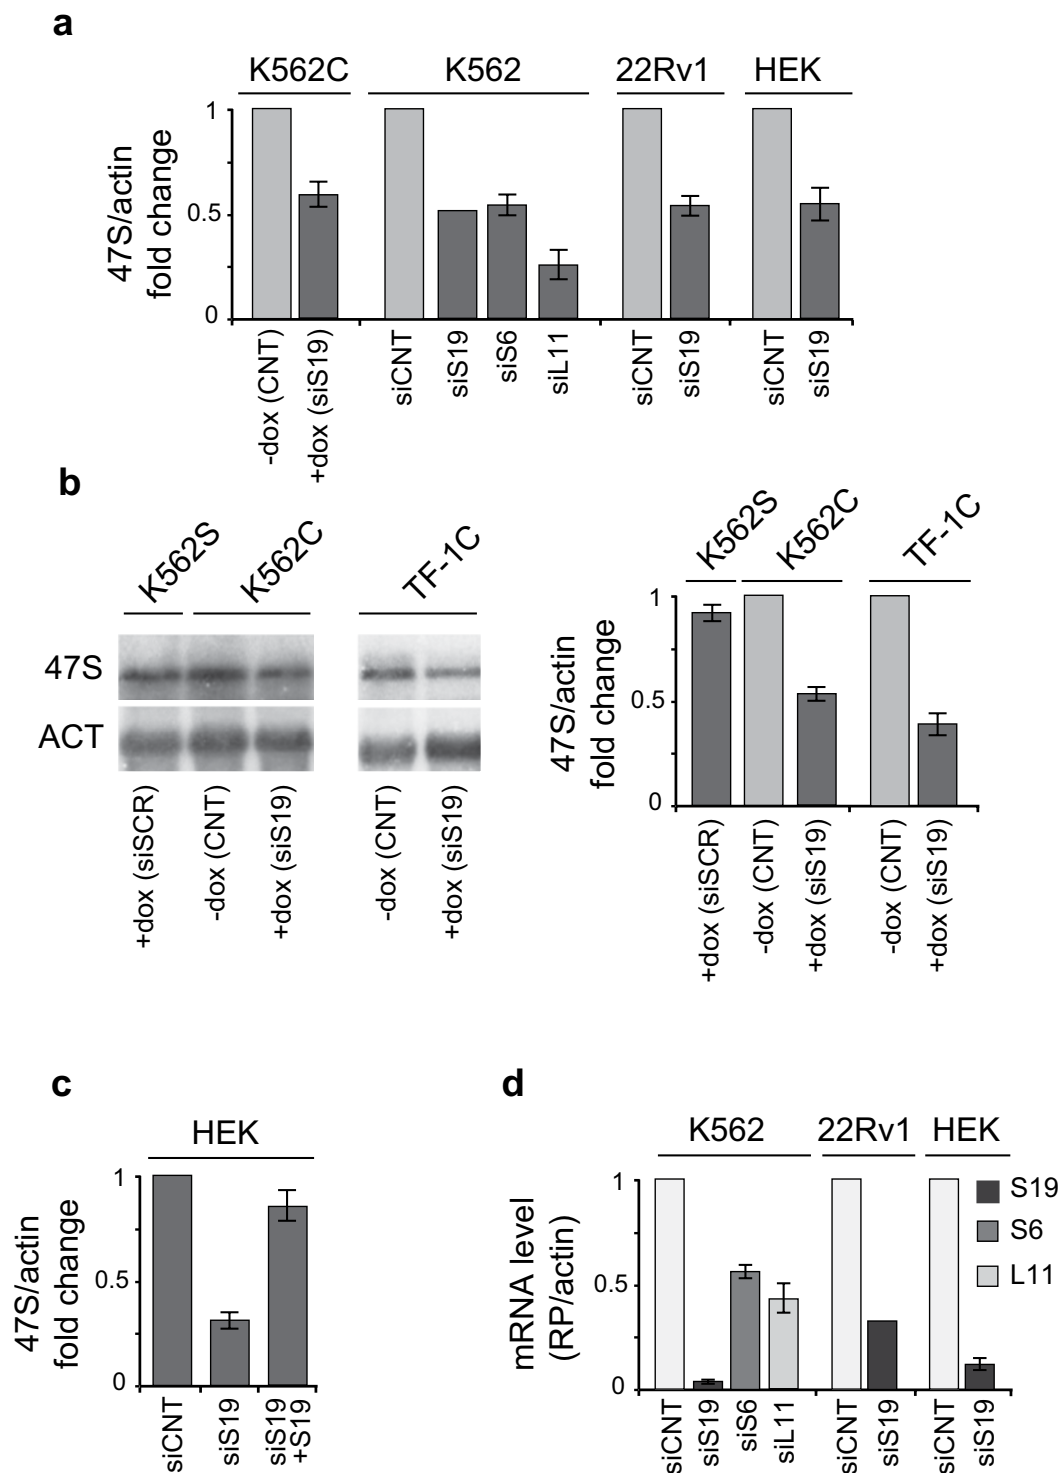 a
K562C K562 22Rv1 HEK
47S/actin
fold change
1
0.5
0
-dox (CNT)
+dox (siS19)
siCNT
siS19
siS6
siL11
siCNT
siS19
siCNT
siS19
b
K562S
K562C
TF-1C
47S
ACT
+dox (siSCR)
-dox (CNT)
+dox (siS19)
-dox (CNT)
+dox (siS19)
K562S
K562C
TF-1C
47S/actin
fold change
1
0.5
0
+dox (siSCR)
-dox (CNT)
+dox (siS19)
-dox (CNT)
+dox (siS19)
c
HEK
47S/actin
fold change
1
0.5
0
siCNT
siS19
siS19
+S19
d
K562 22Rv1 HEK
mRNA level
(RP/actin)
1
0.5
0
siCNT
siS19
siS6
siL11
siCNT
siS19
siCNT
siS19
S19
S6
L11